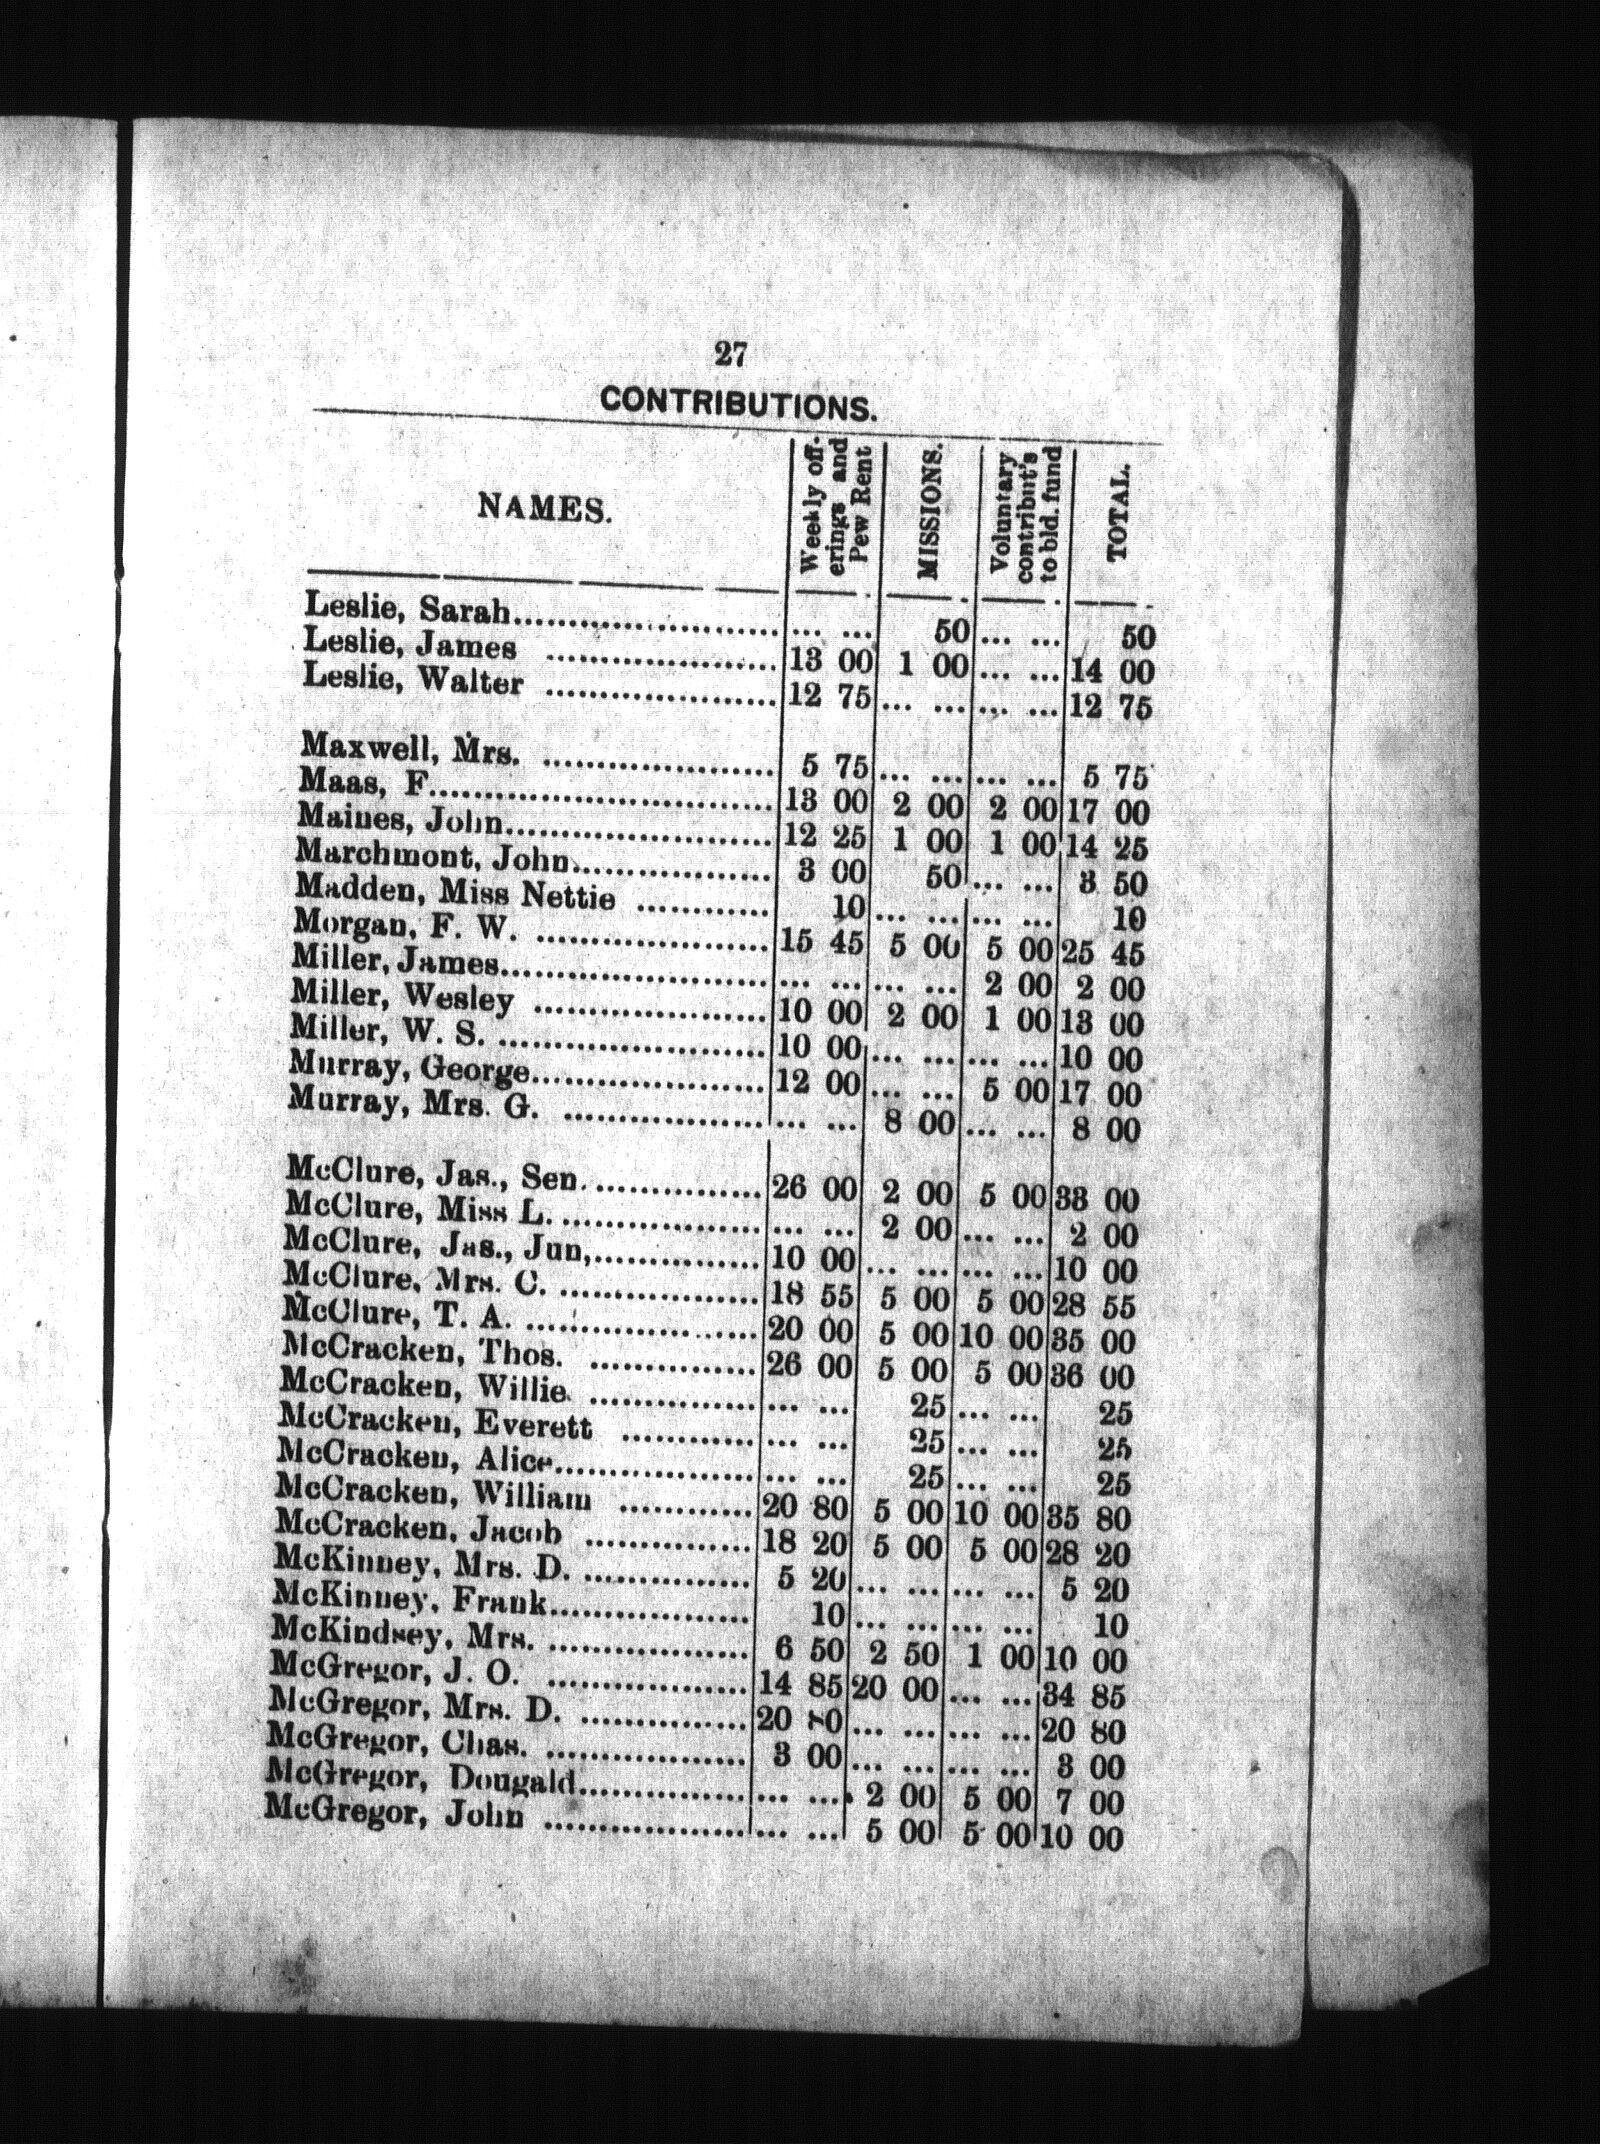 27
CONTRIBUTIONS.
NAMES. Weekly off- erings and Pew Rent MISSIONS. Voluntary contribut's to bld. fund TOTAL.
Leslie, Sarah........................ ... ... 50 ... ... 50
Leslie, James ..................... 13 00 1 00 ... ... 14 00
Leslie, Walter ..................... 12 75 ... ... ... ... 12 75
Maxwell, Mrs. ..................... 5 75 ... ... ... ... 5 75
Maas, F............................... 13 00 2 00 2 00 17 00
Maines, John........................ 12 25 1 00 1 00 14 25
Marchmont, John.................. 3 00 50 ... ... 3 50
Madden, Miss Nettie ............ 10 ... ... ... ... 10
Morgan, F. W. ..................... 15 45 5 00 5 00 25 45
Miller, James........................ ... ... ... ... 2 00 2 00
Miller, Wesley ..................... 10 00 2 00 1 00 13 00
Miller, W. S. ........................ 10 00 ... ... ... ... 10 00
Murray, George..................... 12 00 ... ... 5 00 17 00
Murray, Mrs. G. .................. ... ... 8 00 ... ... 8 00
McClure, Jas., Sen. ............... 26 00 2 00 5 00 33 00
McClure, Miss L. .................. ... ... 2 00 ... ... 2 00
McClure, Jas., Jun,............... 10 00 ... ... ... ... 10 00
McClure, Mrs. C. .................. 18 55 5 00 5 00 28 55
McClure, T. A. ..................... 20 00 5 00 10 00 35 00
McCracken, Thos. ............... 26 00 5 00 5 00 36 00
McCracken, Willie. ............... ... ... 25 ... ... 25
McCracken, Everett ............ ... ... 25 ... ... 25
McCracken, Alice.................. ... ... 25 ... ... 25
McCracken, William ............ 20 80 5 00 10 00 35 80
McCracken, Jacob ............... 18 20 5 00 5 00 28 20
McKinney, Mrs. D. ............... 5 20 ... ... ... ... 5 20
McKinney, Frank.................. 10 ... ... ... ... 10
McKindsey, Mrs. .................. 6 50 2 50 1 00 10 00
McGregor, J. O. .................. 14 85 20 00 ... ... 34 85
McGregor, Mrs. D. ............... 20 80 ... ... ... ... 20 80
McGregor, Chas. .................. 3 00 ... ... ... ... 3 00
McGregor, Dougald............... ... ... 2 00 5 00 7 00
McGregor, John .................. ... ... 5 00 5 00 10 00